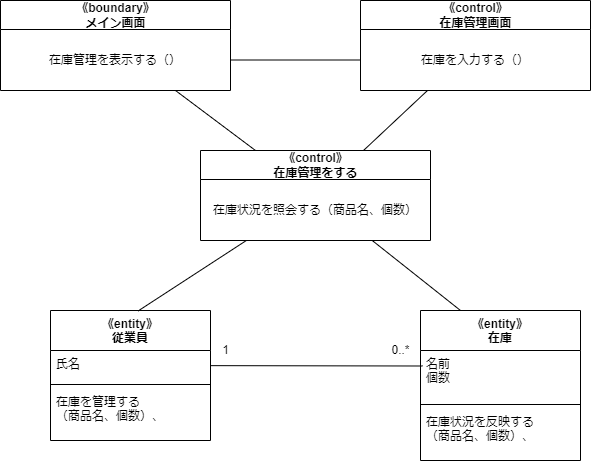 《boundary》
メイン画面
在庫管理を表示する（）
《control》
在庫管理画面
在庫を入力する（）
《control》
在庫管理をする
在庫状況を照会する（商品名、個数）
《entity》
従業員
氏名
在庫を管理する
（商品名、個数）、
1
0..*
《entity》
在庫
名前
個数
在庫状況を反映する
（商品名、個数）、